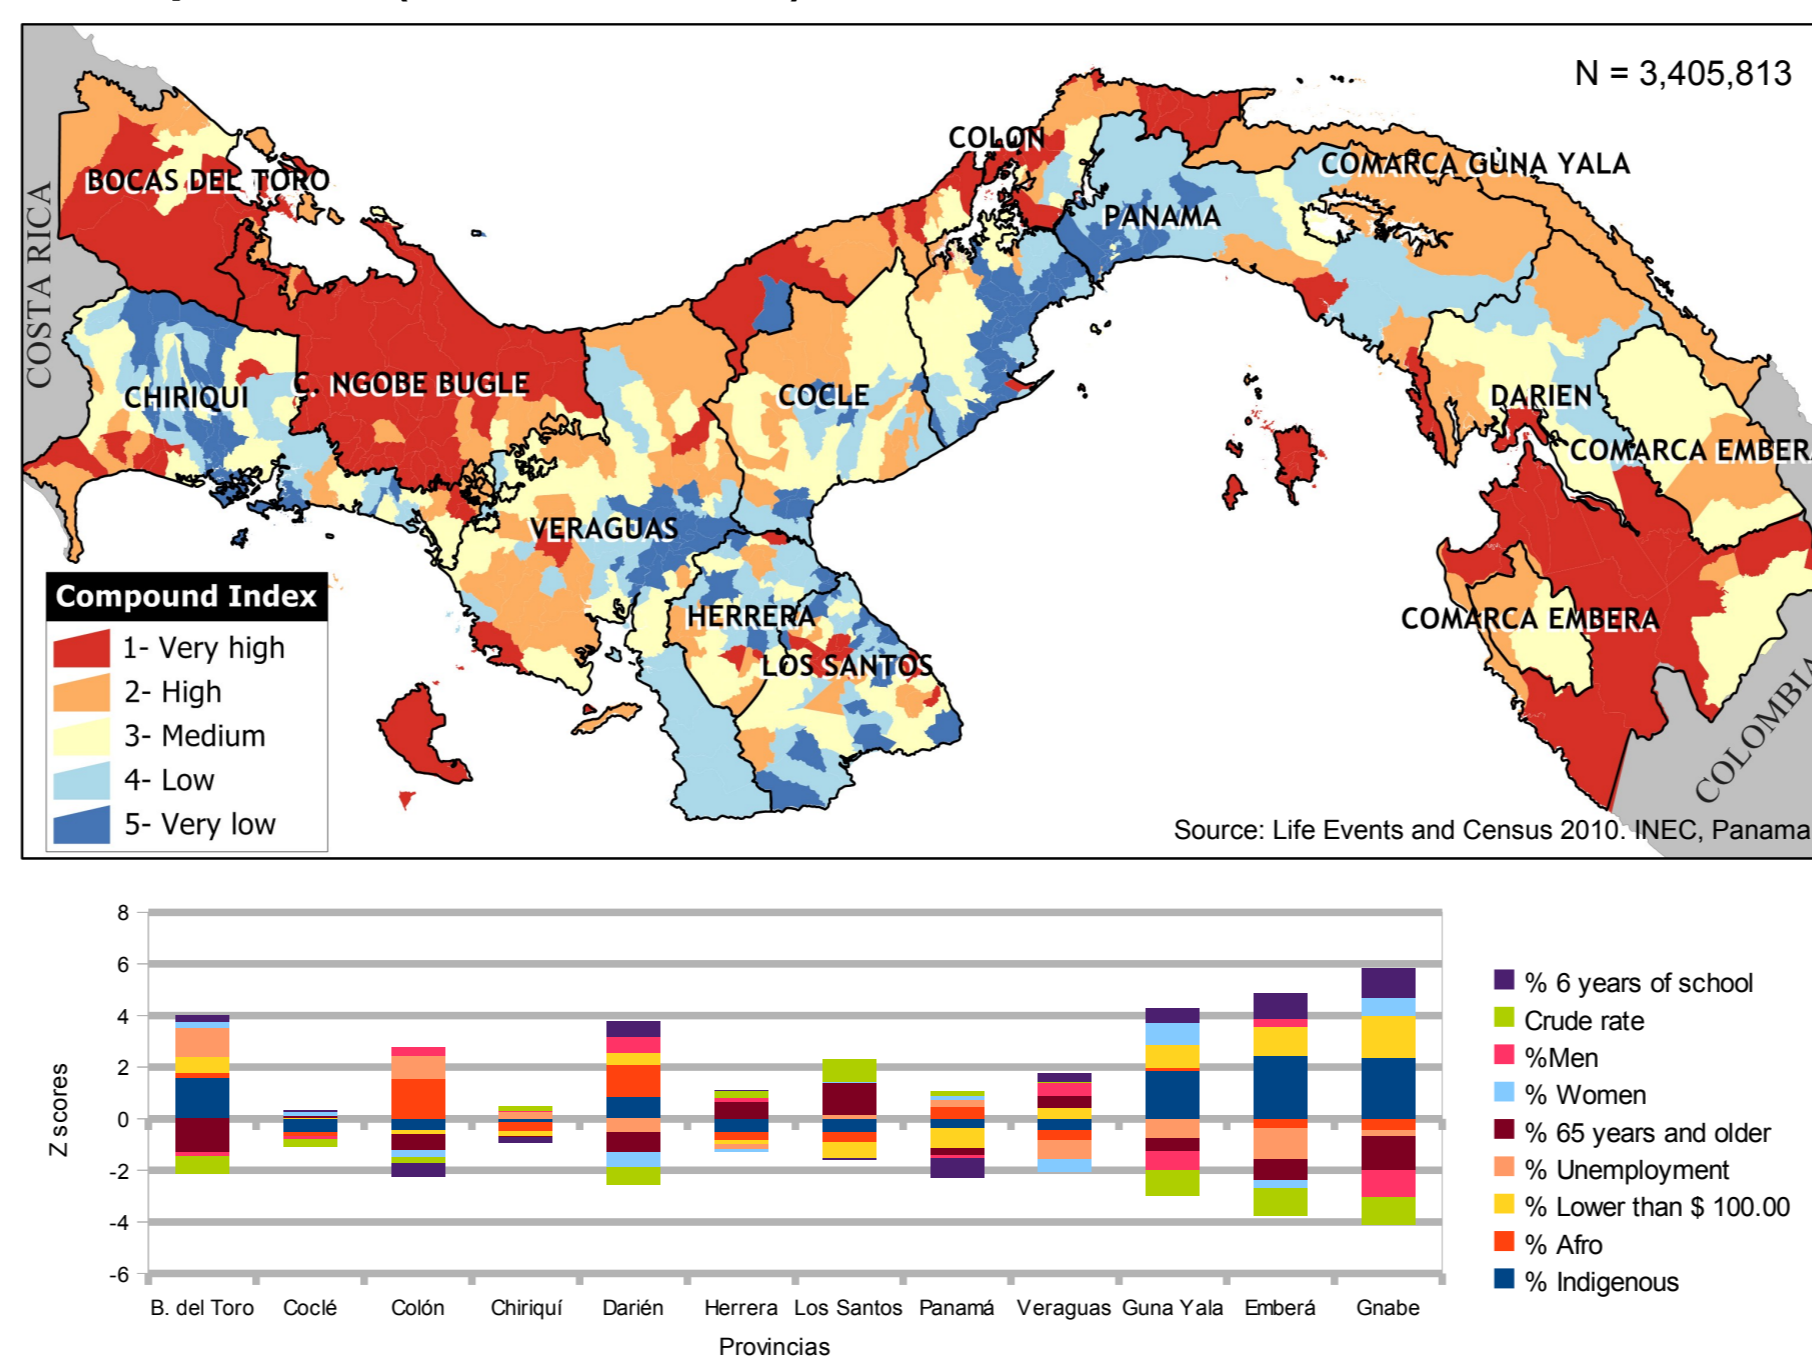 N = 3,405,813
COSTA RICA
BOCAS DEL TORO
COLON
COMARCA GUNA YALA
PANAMA
CHIRIQUI
C. NGOBE BUGLE
COCLE
DARIEN
COMARCA EMBERA
VERAGUAS
HERRERA
LOS SANTOS
COMARCA EMBERA
COLOMBIA
Compound Index
1- Very high
2- High
3- Medium
4- Low
5- Very low
Source: Life Events and Census 2010. INEC, Panama
8
6
4
2
0
-2
-4
-6
Z scores
B. del Toro Coclé Colón Chiriquí Darién Herrera Los Santos Panamá Veraguas Guna Yala Emberá Gnabe
Provincias
% 6 years of school
Crude rate
%Men
% Women
% 65 years and older
% Unemployment
% Lower than $ 100.00
% Afro
% Indigenous